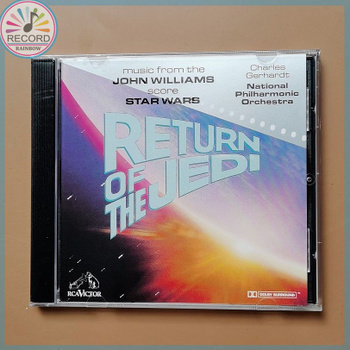 RECORD
RAINBOW
music from the
JOHN WILLIAMS
score
STAR WARS
Charles
Gerhardt
National
Philharmonic
Orchestra
RETURN
OF
THE JEDI
RCA VICTOR
DOLBY SURROUND